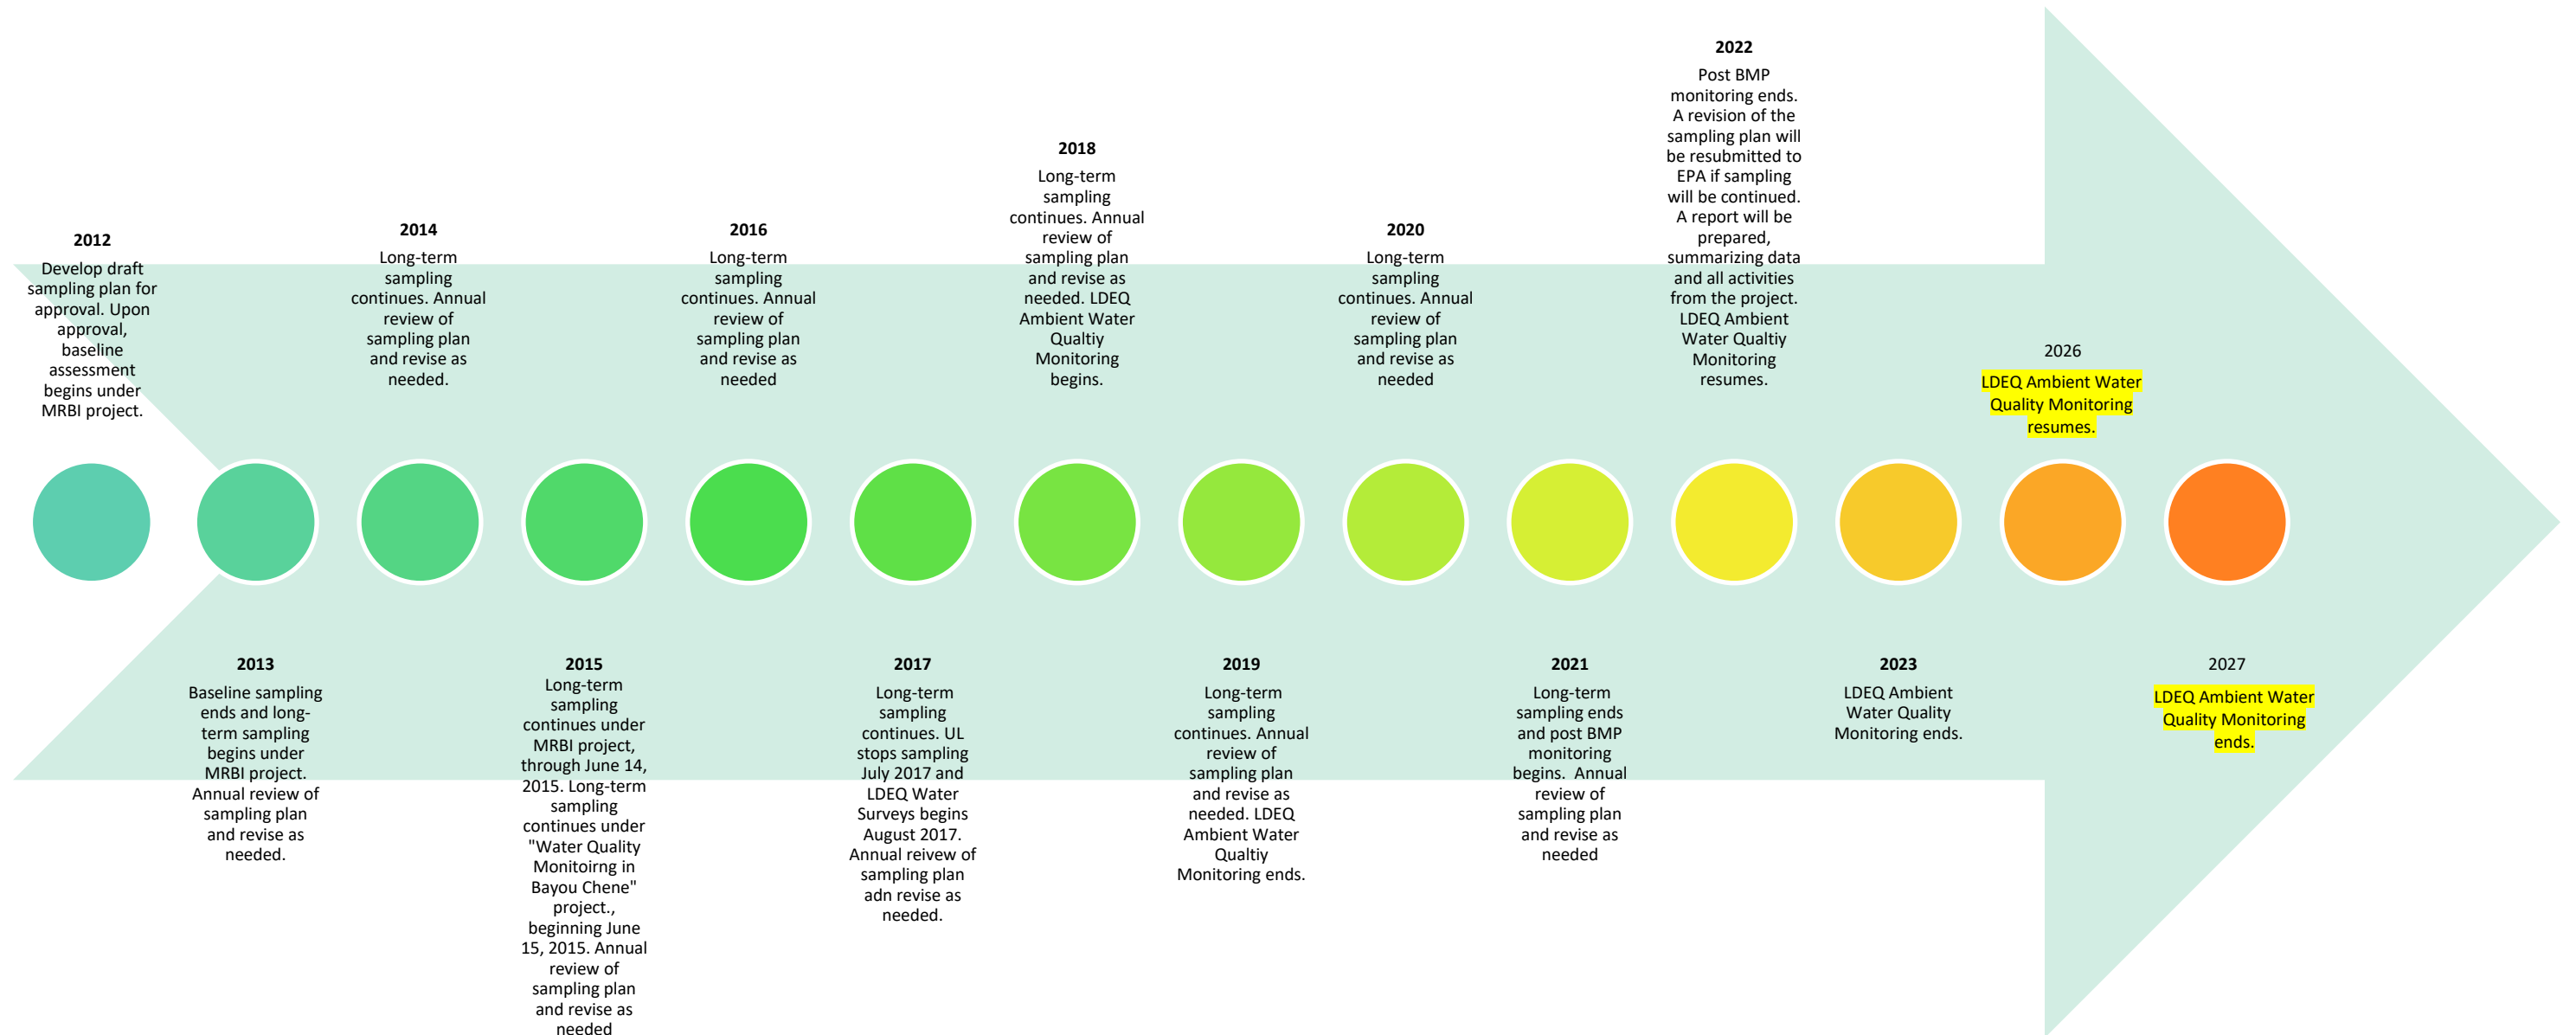 2012
Develop draft
sampling plan for
approval. Upon
approval,
baseline
assessment
begins under
MRBI project.
2013
Baseline sampling
ends and long-
term sampling
begins under
MRBI project.
Annual review of
sampling plan
and revise as
needed.
2014
Long-term
sampling
continues. Annual
review of
sampling plan
and revise as
needed.
2015
Long-term
sampling
continues under
MRBI project,
through June 14,
2015. Long-term
sampling
continues under
"Water Quality
Monitoirng in
Bayou Chene"
project.,
beginning June
15, 2015. Annual
review of
sampling plan
and revise as
needed
2016
Long-term
sampling
continues. Annual
review of
sampling plan
and revise as
needed
2017
Long-term
sampling
continues. UL
stops sampling
July 2017 and
LDEQ Water
Surveys begins
August 2017.
Annual reivew of
sampling plan
adn revise as
needed.
2018
Long-term
sampling
continues. Annual
review of
sampling plan
and revise as
needed. LDEQ
Ambient Water
Qualtiy
Monitoring
begins.
2019
Long-term
sampling
continues. Annual
review of
sampling plan
and revise as
needed. LDEQ
Ambient Water
Qualtiy
Monitoring ends.
2020
Long-term
sampling
continues. Annual
review of
sampling plan
and revise as
needed
2021
Long-term
sampling ends
and post BMP
monitoring
begins.  Annual
review of
sampling plan
and revise as
needed
2022
Post BMP
monitoring ends.
A revision of the
sampling plan will
be resubmitted to
EPA if sampling
will be continued.
A report will be
prepared,
summarizing data
and all activities
from the project.
LDEQ Ambient
Water Qualtiy
Monitoring
resumes.
2023
LDEQ Ambient
Water Quality
Monitoring ends.
2026
LDEQ Ambient Water
Quality Monitoring
resumes.
2027
LDEQ Ambient Water
Quality Monitoring
ends.